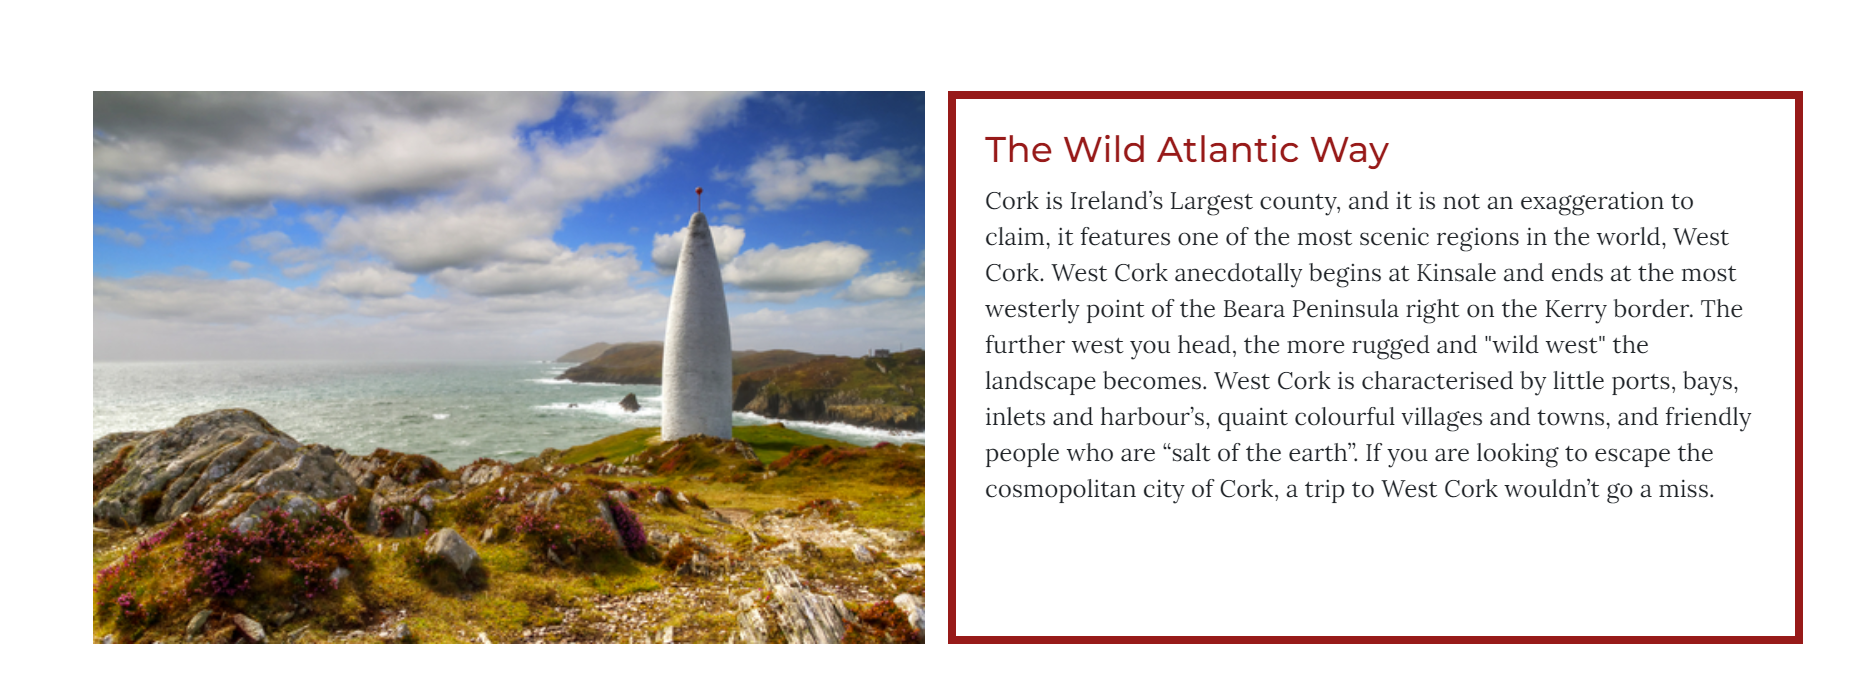 The Wild Atlantic Way
Cork is Ireland’s Largest county, and it is not an exaggeration to
claim, it features one of the most scenic regions in the world, West
Cork. West Cork anecdotally begins at Kinsale and ends at the most
westerly point of the Beara Peninsula right on the Kerry border. The
further west you head, the more rugged and "wild west" the
landscape becomes. West Cork is characterised by little ports, bays,
inlets and harbour’s, quaint colourful villages and towns, and friendly
people who are “salt of the earth”. If you are looking to escape the
cosmopolitan city of Cork, a trip to West Cork wouldn’t go a miss.